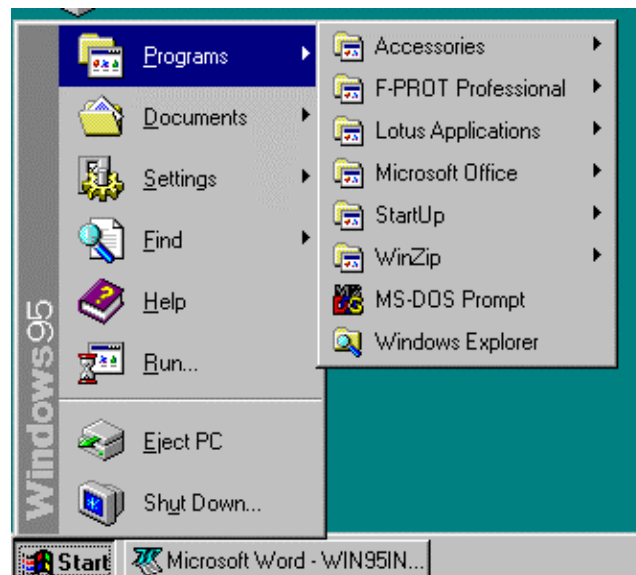 Programs
Documents
Settings
Find
Help
Run...
Eject PC
Shut Down...
Accessories
F-PROT Professional
Lotus Applications
Microsoft Office
StartUp
WinZip
MS-DOS Prompt
Windows Explorer
Windows95
Start
Microsoft Word - WIN95IN...